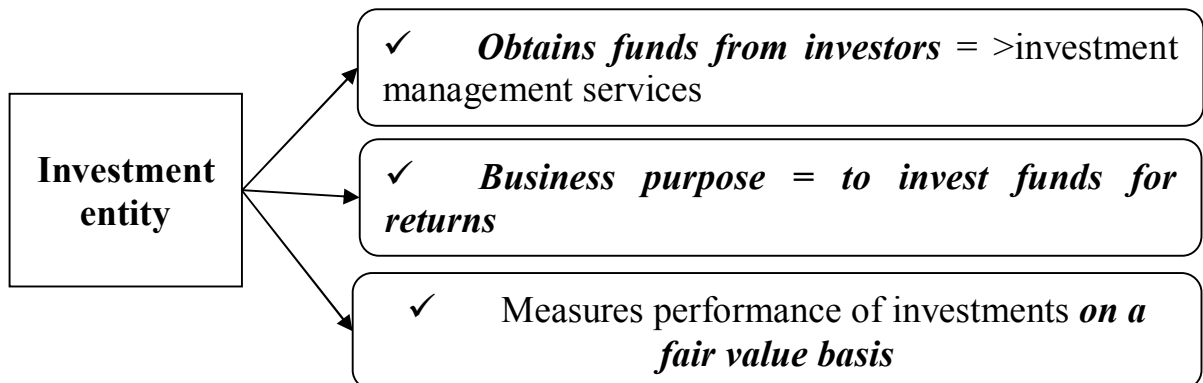 ✓ Obtains funds from investors = >investment
management services
Investment
entity
✓ Business purpose = to invest funds for
returns
✓ Measures performance of investments on a
fair value basis